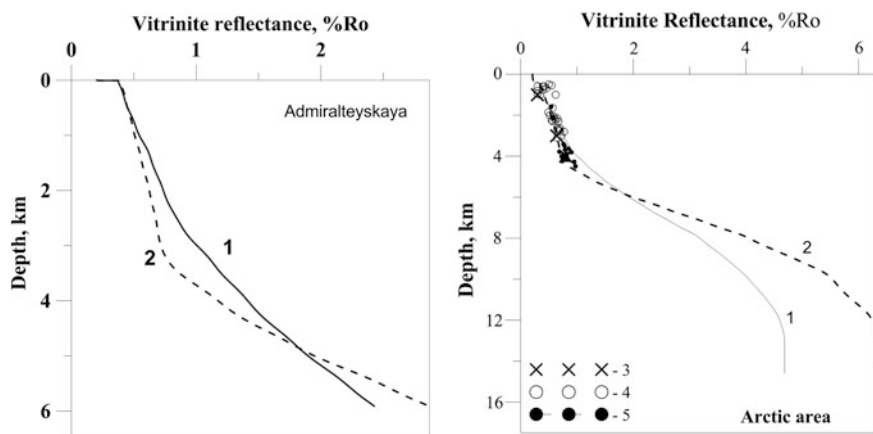 Vitrinite reflectance, %Ro
0 1 2
0
2
4
6
Depth, km
Admiralteyskaya
1
2
Vitrinite Reflectance, %Ro
0 2 4 6
0
4
8
12
16
Depth, km
2
1
- 3
- 4
- 5
Arctic area